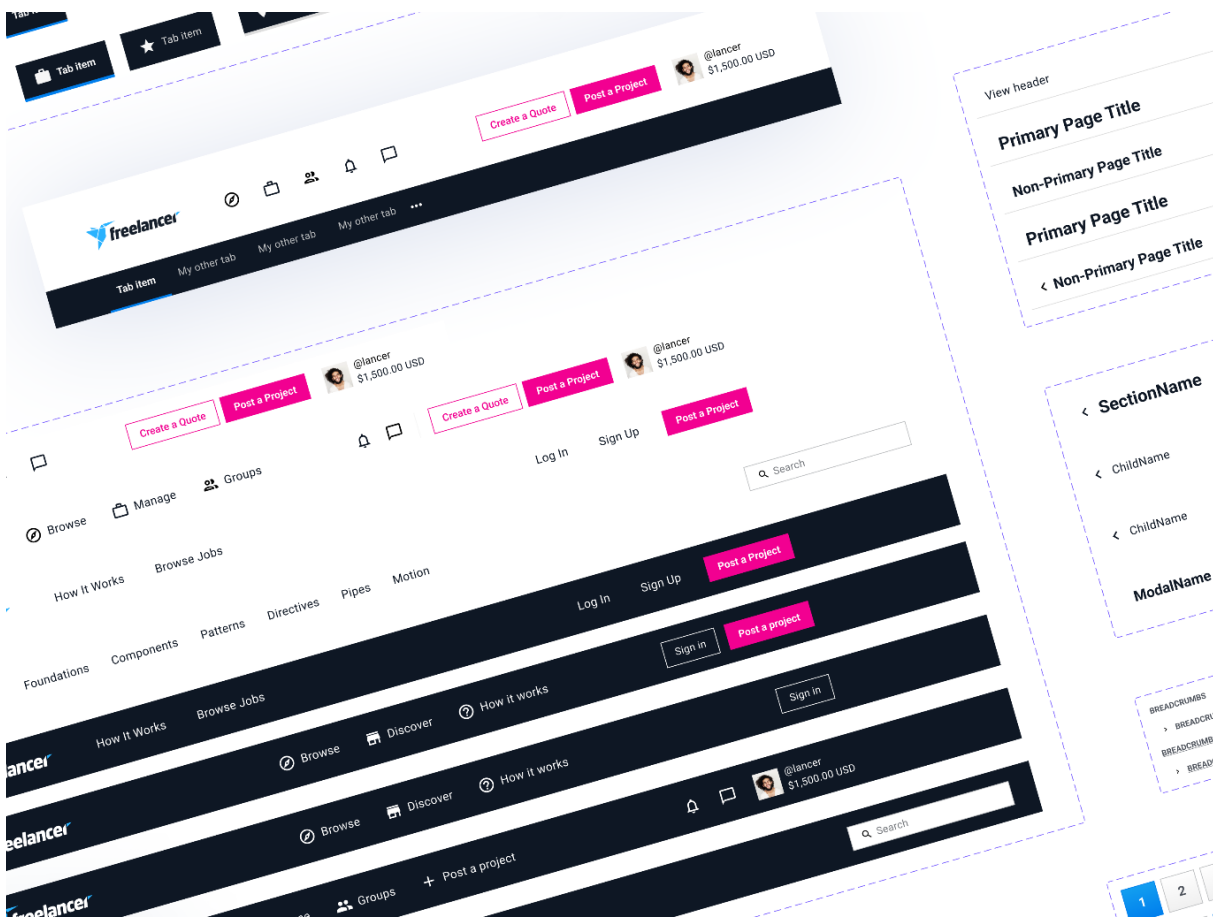 Tab item
Tab item
@lancer
$1,500.00 USD
Create a Quote
Post a Project
freelancer
Tab item
My other tab
My other tab
My other tab
View header
Primary Page Title
Non-Primary Page Title
Primary Page Title
Non-Primary Page Title
Create a Quote
Post a Project
@lancer
$1,500.00 USD
Create a Quote
Post a Project
@lancer
$1,500.00 USD
Browse
Manage
Groups
Log In
Sign Up
Post a Project
How It Works
Browse Jobs
Search
Foundations
Components
Patterns
Directives
Pipes
Motion
How It Works
Browse Jobs
Log In
Sign Up
Post a Project
Browse
Discover
How it works
Sign in
Post a project
Browse
Discover
How it works
Sign in
freelancer
Groups
Post a project
@lancer
$1,500.00 USD
Search
SectionName
ChildName
ChildName
ModalName
BREADCRUMBS
1
2